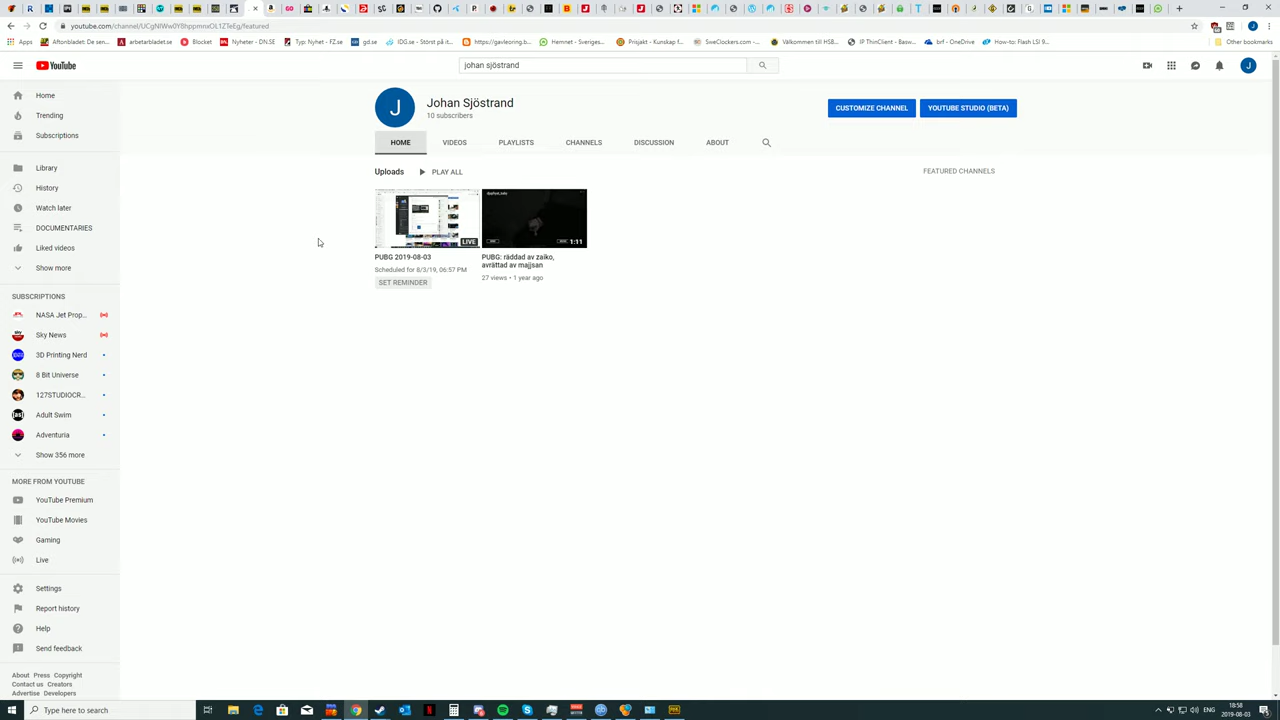 youtube.com/channel/UCgNIWw0Y8hppmnxOL1ZTeEg/featured
Apps
Aftonbladet: De sen...
arbetarbladet.se
Blocket
Nyheter - DN.SE
Typ: Nyhet - FZ.se
gd.se
IDG.se - Störst på it...
https://gavleoring.b...
Hemnet - Sveriges...
Prisjakt - Kunskap f...
SweClockers.com -...
Välkommen till HSB...
IP ThinClient - Basw...
brf - OneDrive
How-to: Flash LSI 9...
Other bookmarks
YouTube
johan sjöstrand
J
Home
Trending
Subscriptions
Library
History
Watch later
DOCUMENTARIES
Liked videos
Show more
SUBSCRIPTIONS
NASA Jet Prop...
Sky News
3D Printing Nerd
8 Bit Universe
127STUDIOCR...
Adult Swim
Adventuria
Show 356 more
MORE FROM YOUTUBE
YouTube Premium
YouTube Movies
Gaming
Live
Settings
Report history
Help
Send feedback
About Press Copyright
Contact us Creators
Advertise Developers
J
Johan Sjöstrand
10 subscribers
CUSTOMIZE CHANNEL
YOUTUBE STUDIO (BETA)
HOME
VIDEOS
PLAYLISTS
CHANNELS
DISCUSSION
ABOUT
Uploads
PLAY ALL
FEATURED CHANNELS
LIVE
1:11
PUBG 2019-08-03
Scheduled for 8/3/19, 06:57 PM
SET REMINDER
PUBG: räddad av zaiko,
avrättad av majjsan
27 views • 1 year ago
Type here to search
ENG
18:58
2019-08-03